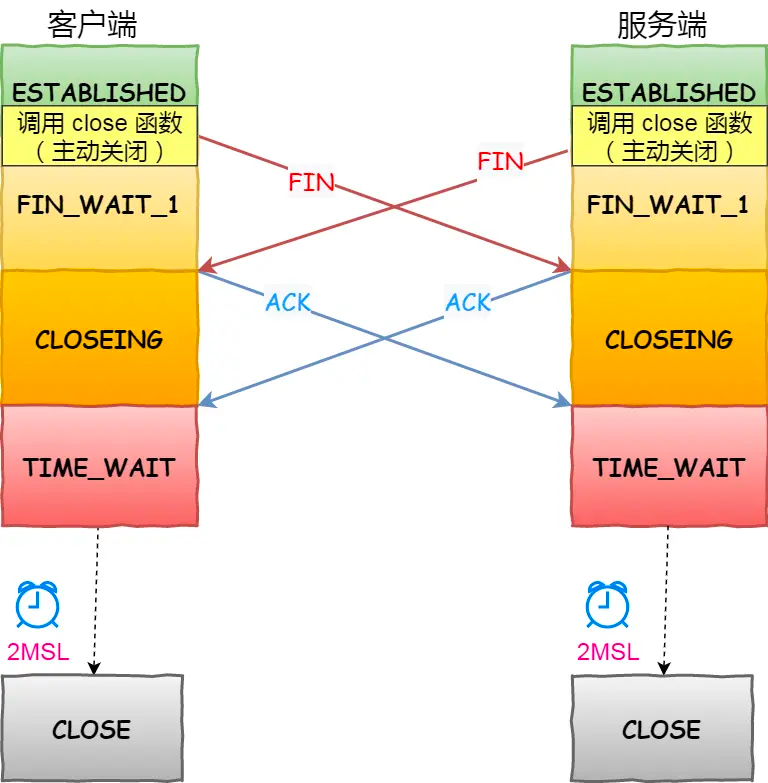 客户端
服务端
ESTABLISHED
ESTABLISHED
调用 close 函数
（主动关闭）
调用 close 函数
（主动关闭）
FIN
FIN
FIN_WAIT_1
FIN_WAIT_1
ACK
ACK
CLOSEING
CLOSEING
TIME_WAIT
TIME_WAIT
2MSL
2MSL
CLOSE
CLOSE